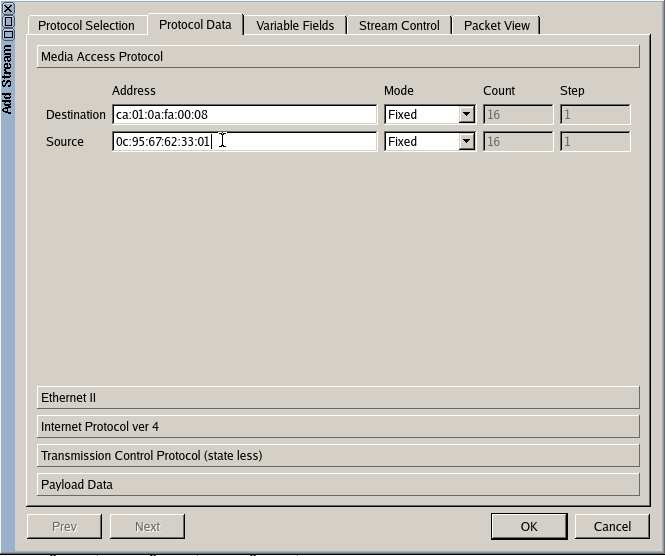 Add Stream
Protocol Selection Protocol Data Variable Fields Stream Control Packet View
Media Access Protocol
Address Mode Count Step
Destination ca:01:0a:fa:00:08 Fixed 16 1
Source 0c:95:67:62:33:01 Fixed 16 1
Ethernet II
Internet Protocol ver 4
Transmission Control Protocol (state less)
Payload Data
Prev Next OK Cancel